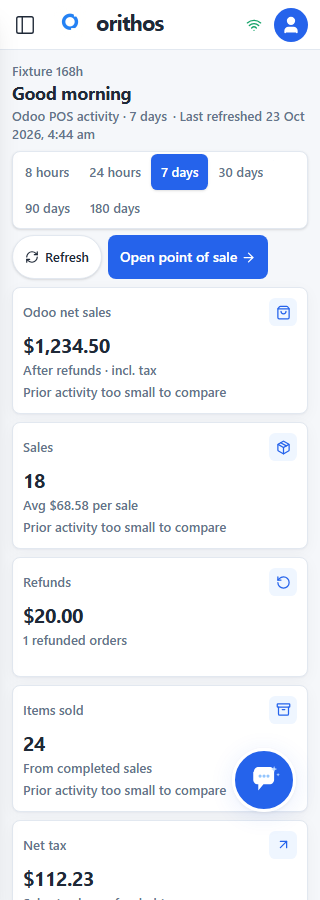 orithos
Fixture 168h
Good morning
Odoo POS activity · 7 days · Last refreshed 23 Oct
2026, 4:44 am
8 hours 24 hours 7 days 30 days
90 days 180 days
Refresh Open point of sale →
Odoo net sales
$1,234.50
After refunds · incl. tax
Prior activity too small to compare
Sales
18
Avg $68.58 per sale
Prior activity too small to compare
Refunds
$20.00
1 refunded orders
Items sold
24
From completed sales
Prior activity too small to compare
Net tax
$112.23